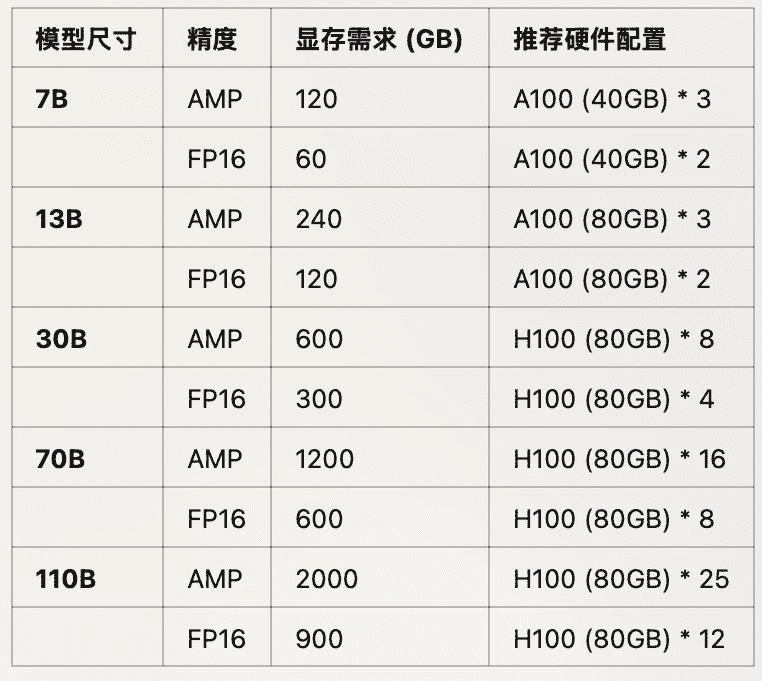 模型尺寸 精度 显存需求 (GB) 推荐硬件配置
7B AMP 120 A100 (40GB) * 3
FP16 60 A100 (40GB) * 2
13B AMP 240 A100 (80GB) * 3
FP16 120 A100 (80GB) * 2
30B AMP 600 H100 (80GB) * 8
FP16 300 H100 (80GB) * 4
70B AMP 1200 H100 (80GB) * 16
FP16 600 H100 (80GB) * 8
110B AMP 2000 H100 (80GB) * 25
FP16 900 H100 (80GB) * 12